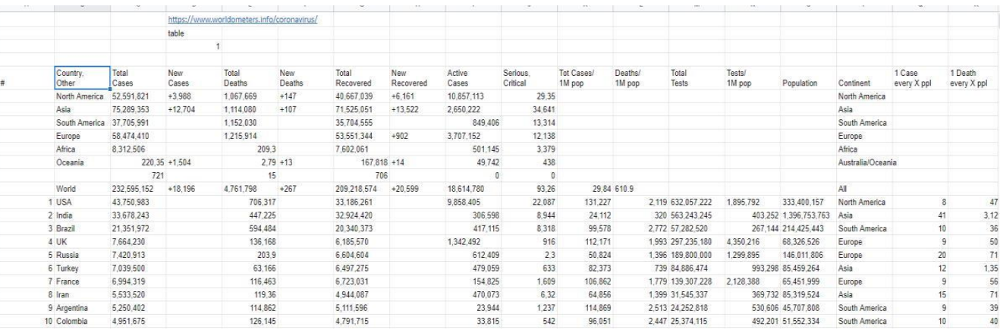 https://www.worldometers.info/coronavirus/
table
1
# Country, Other Total Cases New Cases Total Deaths New Deaths Total Recovered New Recovered Active Cases Serious, Critical Tot Cases/ 1M pop Deaths/ 1M pop Total Tests Tests/ 1M pop Population Continent 1 Case every X ppl 1 Death every X ppl
North America 52,591,821 +3,988 1,067,669 +147 40,667,039 +6,161 10,857,113 29,35 North America
Asia 75,289,353 +12,704 1,114,080 +107 71,525,051 +13,522 2,650,222 34,641 Asia
South America 37,705,991 1,152,030 35,704,555 849,406 13,314 South America
Europe 58,474,410 1,215,914 53,551,344 +902 3,707,152 12,138 Europe
Africa 8,312,506 209,3 7,602,061 501,145 3,379 Africa
Oceania 220,35 +1,504 2,79 +13 167,818 +14 49,742 438 Australia/Oceania
721 15 706 0 0
World 232,595,152 +18,196 4,761,798 +267 209,218,574 +20,599 18,614,780 93,26 29,84 610.9 All
1 USA 43,750,983 706,317 33,186,261 9,858,405 22,087 131,227 2,119 632,057,222 1,895,792 333,400,157 North America 8 47
2 India 33,678,243 447,225 32,924,420 306,598 8,944 24,112 320 563,243,245 403,252 1,396,753,763 Asia 41 3,12
3 Brazil 21,351,972 594,484 20,340,373 417,115 8,318 99,578 2,772 57,282,520 267,144 214,425,443 South America 10 36
4 UK 7,664,230 136,168 6,185,570 1,342,492 916 112,171 1,993 297,235,180 4,350,216 68,326,526 Europe 9 50
5 Russia 7,420,913 203,9 6,604,604 612,409 2,3 50,824 1,396 189,800,000 1,299,895 146,011,806 Europe 20 71
6 Turkey 7,039,500 63,166 6,497,275 479,059 633 82,373 739 84,886,474 993,298 85,459,264 Asia 12 1,35
7 France 6,994,319 116,463 6,723,031 154,825 1,609 106,862 1,779 139,307,228 2,128,388 65,451,999 Europe 9 56
8 Iran 5,533,520 119,36 4,944,087 470,073 6,32 64,856 1,399 31,545,337 369,732 85,319,524 Asia 15 71
9 Argentina 5,250,402 114,862 5,111,596 23,944 1,237 114,869 2,513 24,252,818 530,606 45,707,808 South America 9 39
10 Colombia 4,951,675 126,145 4,791,715 33,815 542 96,051 2,447 25,374,115 492,201 51,552,334 South America 10 40